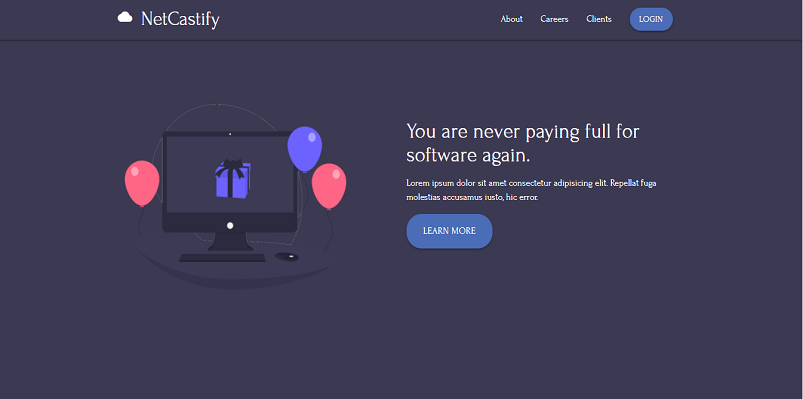 NetCastify
About Careers Clients LOGIN
You are never paying full for
software again.
Lorem ipsum dolor sit amet consectetur adipisicing elit. Repellat fuga
molestias accusamus iusto, hic error.
LEARN MORE